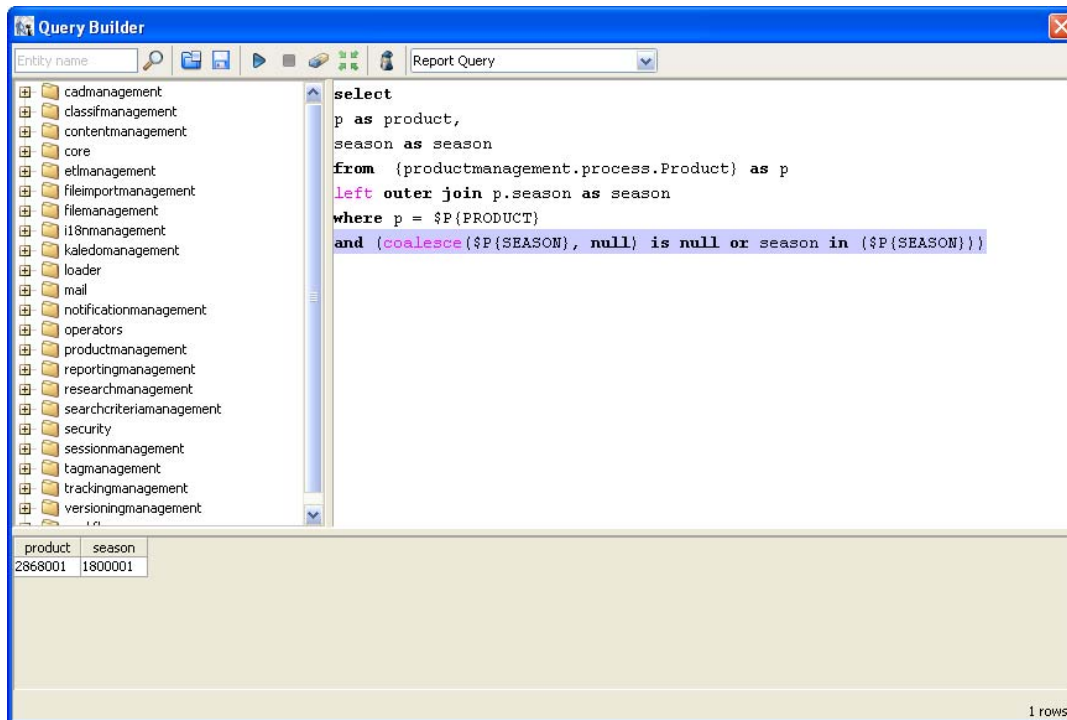 Query Builder
Entity name
Report Query
cadmanagement
classifmanagement
contentmanagement
core
etlmanagement
fileimportmanagement
filemanagement
i18nmanagement
kaledomanagement
loader
mail
notificationmanagement
operators
productmanagement
reportingmanagement
researchmanagement
searchcriteriamanagement
security
sessionmanagement
tagmanagement
trackingmanagement
versioningmanagement
select
p as product,
season as season
from  {productmanagement.process.Product} as p
left outer join p.season as season
where p = $P{PRODUCT}
and (coalesce($P{SEASON}, null) is null or season in ($P{SEASON}))
product season
2868001 1800001
1 rows